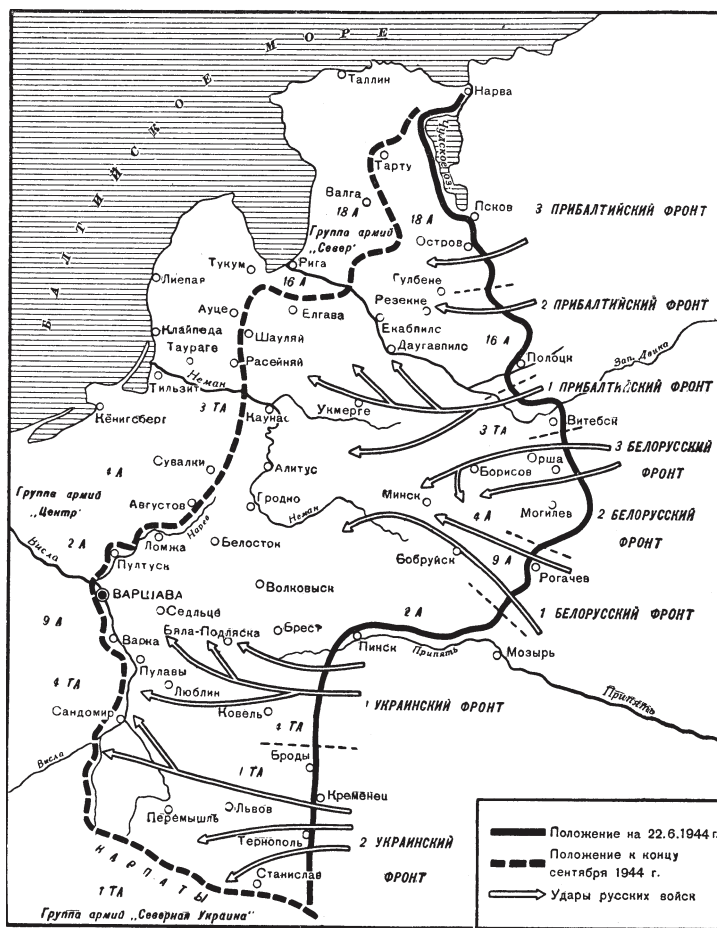 БАЛТИЙСКОЕ МОРЕ
Таллин
Нарва
Чудское оз.
Тарту
Валга
18 А
18 А
Псков
3 ПРИБАЛТИЙСКИЙ ФРОНТ
Группа армий
„Север"
Остров
Тукум
Рига
16 А
Лиепая
Гулбене
Резекне
2 ПРИБАЛТИЙСКИЙ ФРОНТ
Ауце
Елгава
Екабпилс
Клайпеда
Шауляй
Даугавпилс
16 А
Таураге
Расейняй
Полоцк
Зап. Двина
Тильзит
Неман
1 ПРИБАЛТИЙСКИЙ ФРОНТ
Кёнигсберг
3 ТА
Каунас
Укмерге
Витебск
3 ТА
3 БЕЛОРУССКИЙ
ФРОНТ
4 А
Сувалки
Алитус
Борисов
Орша
Группа армий
„Центр"
Августов
Гродно
Неман
Минск
4 А
Могилев
2 БЕЛОРУССКИЙ
ФРОНТ
Висла
2 А
Ломжа
Нарев
Белосток
Пултуск
Бобруйск
9 А
Рогачев
ВАРШАВА
Волковыск
Седльце
9 А
Бяла-Подляска
Брест
2 А
1 БЕЛОРУССКИЙ
ФРОНТ
Варка
Пинск
Припять
Мозырь
Пулавы
4 ТА
Люблин
Припять
Сандомир
Ковель
1 УКРАИНСКИЙ ФРОНТ
4 ТА
Висла
Броды
1 ТА
Кременец
Перемышль
Львов
Тернополь
2 УКРАИНСКИЙ
ФРОНТ
КАРПАТЫ
Станислав
1 ТА
Группа армий „Северная Украина"
Положение на 22.6.1944 г.
Положение к концу
сентября 1944 г.
Удары русских войск